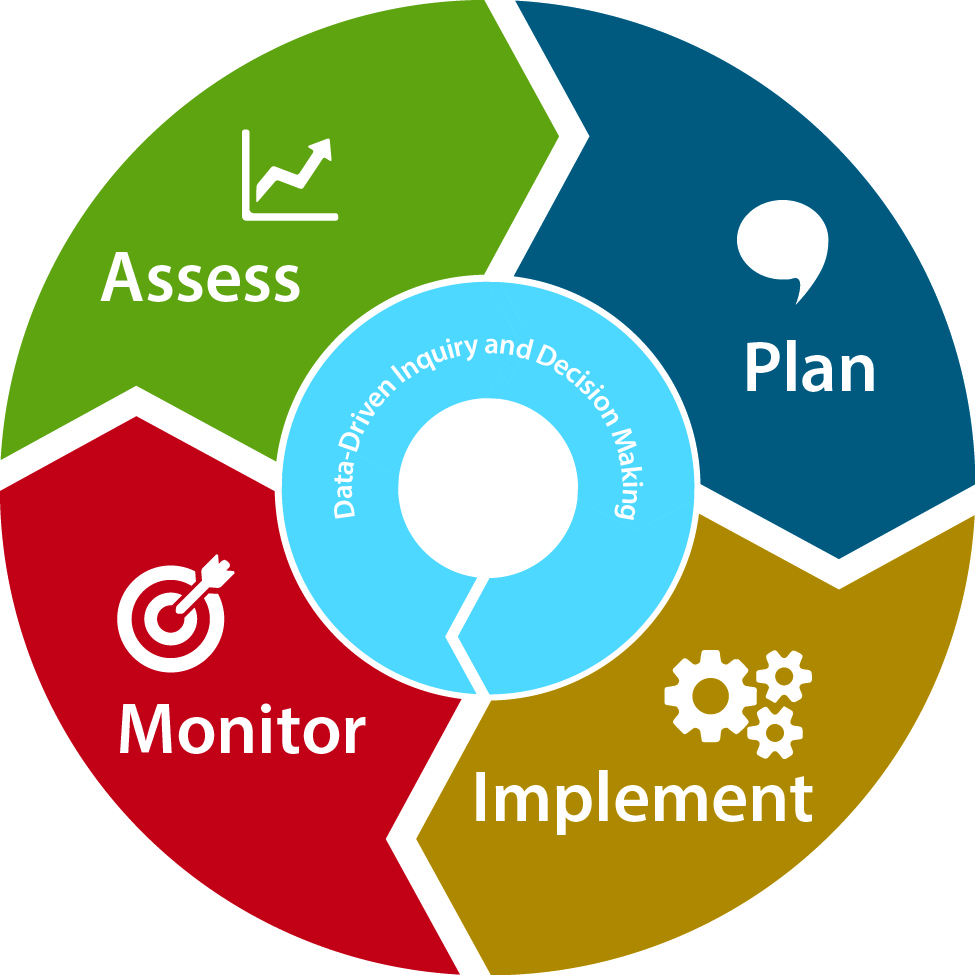 Assess
Plan
Data-Driven Inquiry and Decision Making
Monitor
Implement